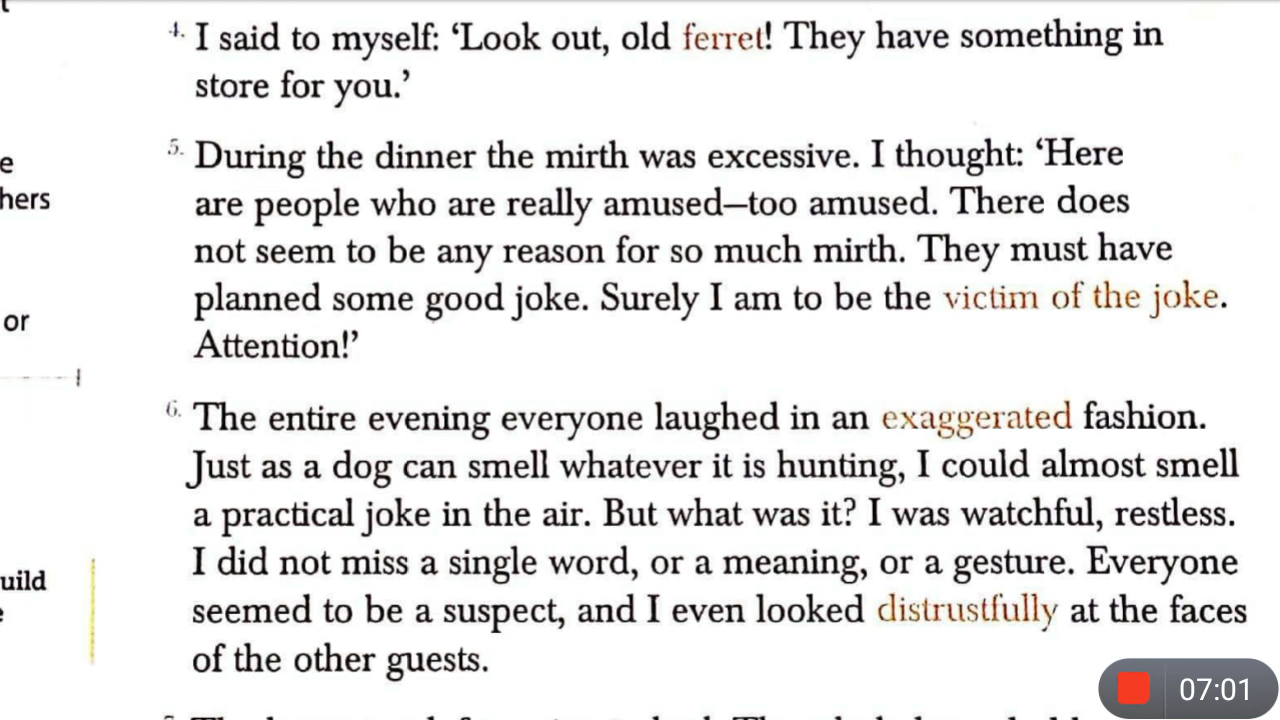 4. I said to myself: ‘Look out, old ferret! They have something in
store for you.’
5. During the dinner the mirth was excessive. I thought: ‘Here
are people who are really amused—too amused. There does
not seem to be any reason for so much mirth. They must have
planned some good joke. Surely I am to be the victim of the joke.
Attention!’
6. The entire evening everyone laughed in an exaggerated fashion.
Just as a dog can smell whatever it is hunting, I could almost smell
a practical joke in the air. But what was it? I was watchful, restless.
I did not miss a single word, or a meaning, or a gesture. Everyone
seemed to be a suspect, and I even looked distrustfully at the faces
of the other guests.
e
hers
or
uild
07:01